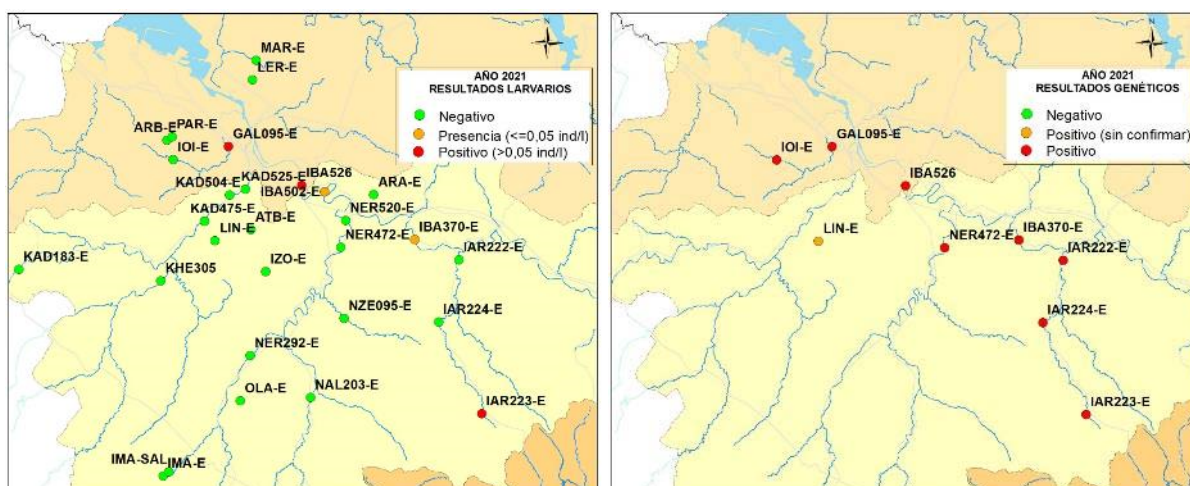 N
MAR-E
LER-E
AÑO 2021
RESULTADOS LARVARIOS
Negativo
Presencia (<=0,05 ind/l)
Positivo (>0,05 ind/l)
ARB-E
PAR-E
GAL095-E
IOI-E
KAD504-E
KAD525-E
IBA526
IBA502-E
ARA-E
KAD475-E
ATB-E
NER520-E
LIN-E
NER472-E
IBA370-E
IAR222-E
KAD183-E
KHE305
IZO-E
NZE095-E
IAR224-E
NER292-E
OLA-E
NAL203-E
IAR223-E
IMA-SAL
IMA-E
N
AÑO 2021
RESULTADOS GENÉTICOS
Negativo
Positivo (sin confirmar)
Positivo
GAL095-E
IOI-E
IBA526
LIN-E
NER472-E
IBA370-E
IAR222-E
IAR224-E
IAR223-E